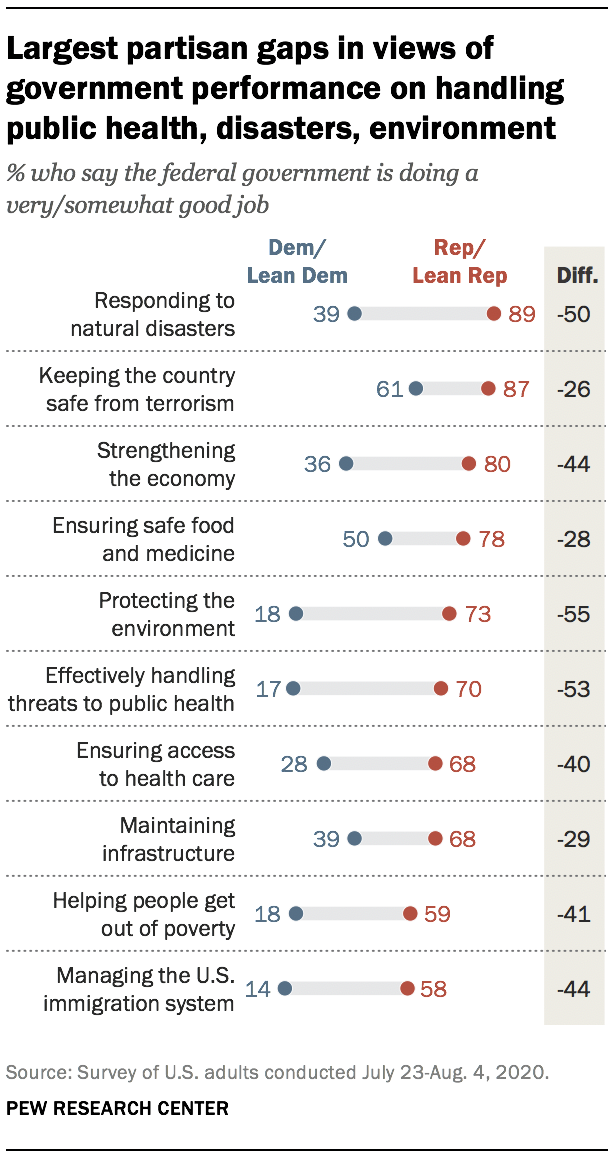 Largest partisan gaps in views of
government performance on handling
public health, disasters, environment
% who say the federal government is doing a
very/somewhat good job
Dem/
Lean Dem
Rep/
Lean Rep
Diff.
Responding to
natural disasters
39
89
-50
Keeping the country
safe from terrorism
61
87
-26
Strengthening
the economy
36
80
-44
Ensuring safe food
and medicine
50
78
-28
Protecting the
environment
18
73
-55
Effectively handling
threats to public health
17
70
-53
Ensuring access
to health care
28
68
-40
Maintaining
infrastructure
39
68
-29
Helping people get
out of poverty
18
59
-41
Managing the U.S.
immigration system
14
58
-44
Source: Survey of U.S. adults conducted July 23-Aug. 4, 2020.
PEW RESEARCH CENTER